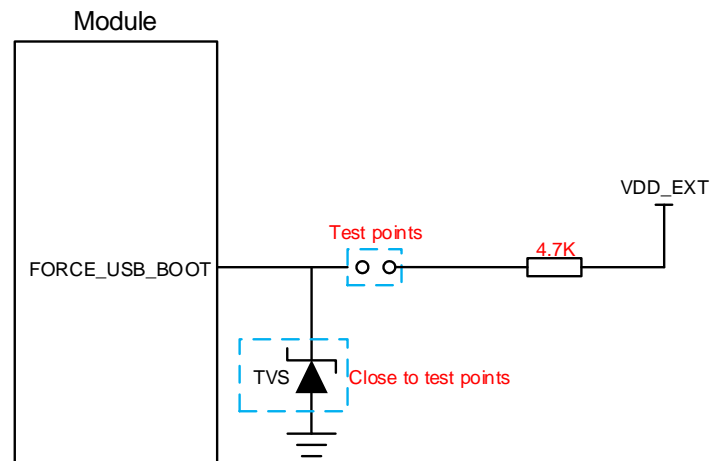 Module
VDD_EXT
Test points
4.7K
FORCE_USB_BOOT
TVS
Close to test points